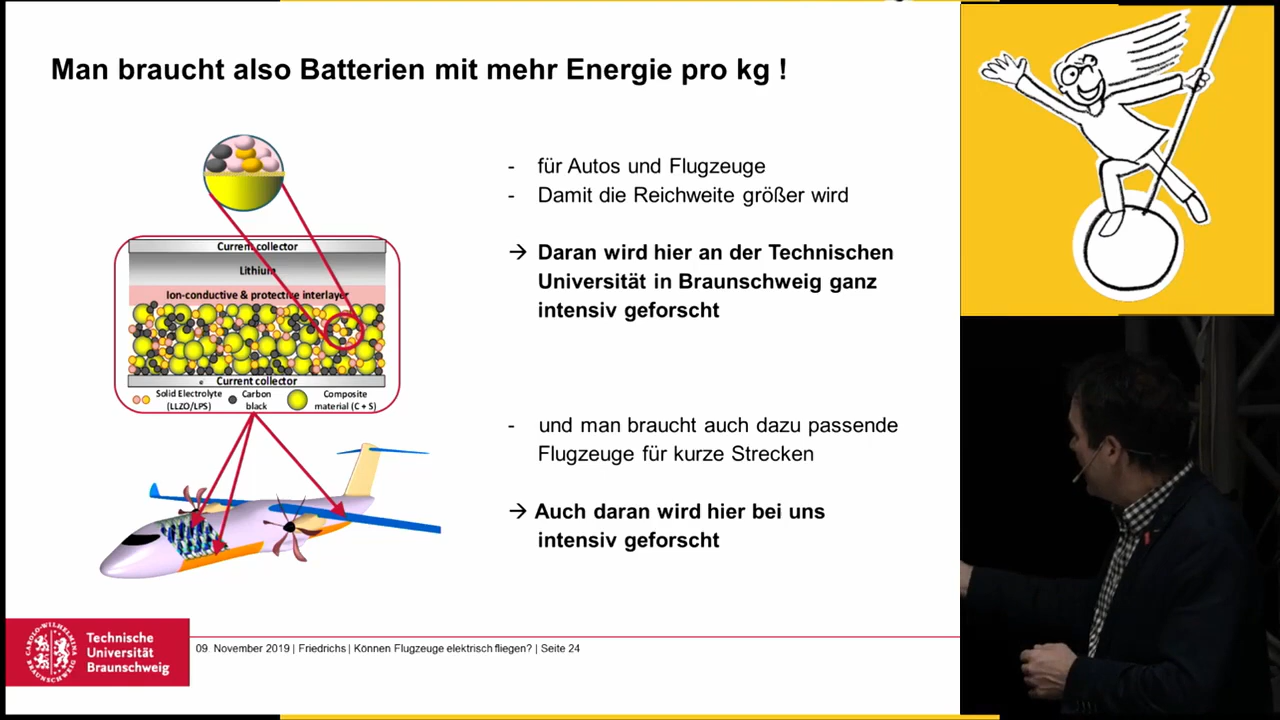 Man braucht also Batterien mit mehr Energie pro kg !
- für Autos und Flugzeuge
- Damit die Reichweite größer wird
→ Daran wird hier an der Technischen
Universität in Braunschweig ganz
intensiv geforscht
Current collector
Lithium
Ion-conductive & protective interlayer
Current collector
Solid Electrolyte
(LLZO/LPS)
Carbon
black
Composite
material (C + S)
- und man braucht auch dazu passende
Flugzeuge für kurze Strecken
→ Auch daran wird hier bei uns
intensiv geforscht
CAROLO-WILHELMINA
BRAUNSCHWEIG
Technische
Universität
Braunschweig
09. November 2019 | Friedrichs | Können Flugzeuge elektrisch fliegen? | Seite 24